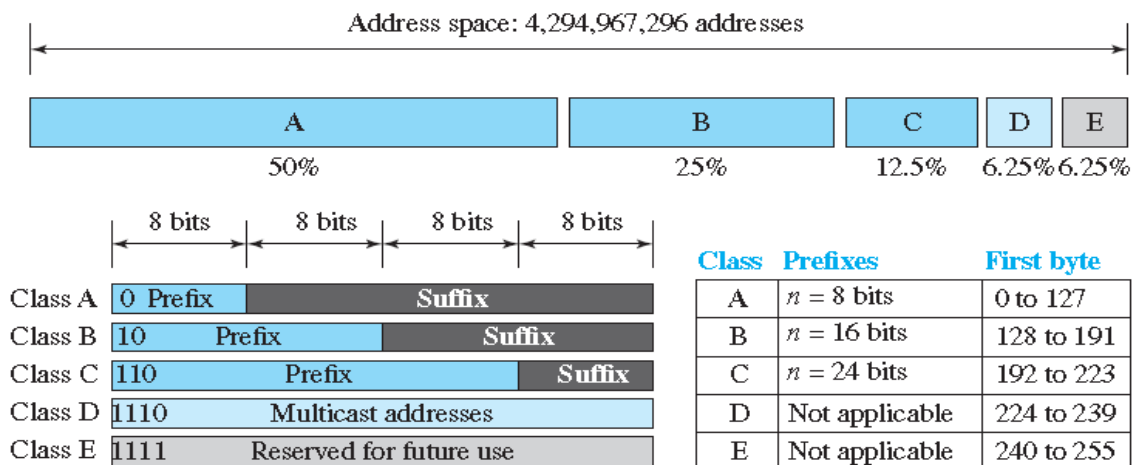 Address space: 4,294,967,296 addresses
A B C D E
50% 25% 12.5% 6.25% 6.25%
8 bits 8 bits 8 bits 8 bits
Class A 0 Prefix Suffix
Class B 10 Prefix Suffix
Class C 110 Prefix Suffix
Class D 1110 Multicast addresses
Class E 1111 Reserved for future use
Class Prefixes First byte
A n = 8 bits 0 to 127
B n = 16 bits 128 to 191
C n = 24 bits 192 to 223
D Not applicable 224 to 239
E Not applicable 240 to 255